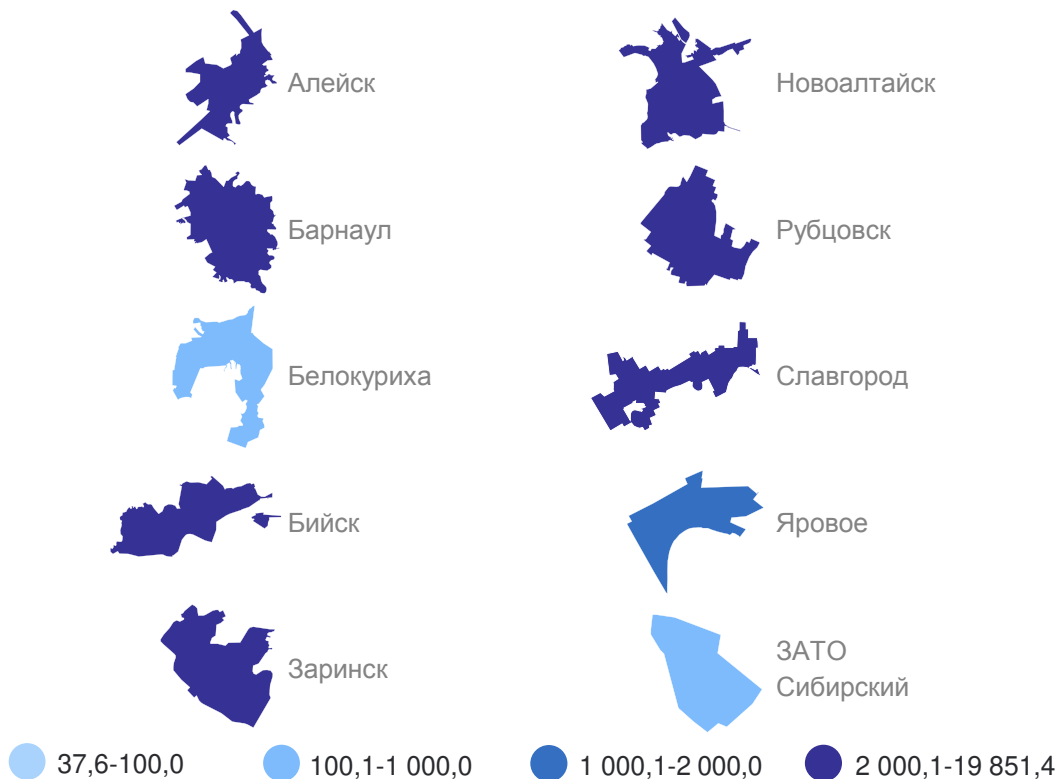 Алейск
Новоалтайск
Барнаул
Рубцовск
Белокуриха
Славгород
Бийск
Яровое
Заринск
ЗАТО
Сибирский
37,6-100,0
100,1-1 000,0
1 000,1-2 000,0
2 000,1-19 851,4